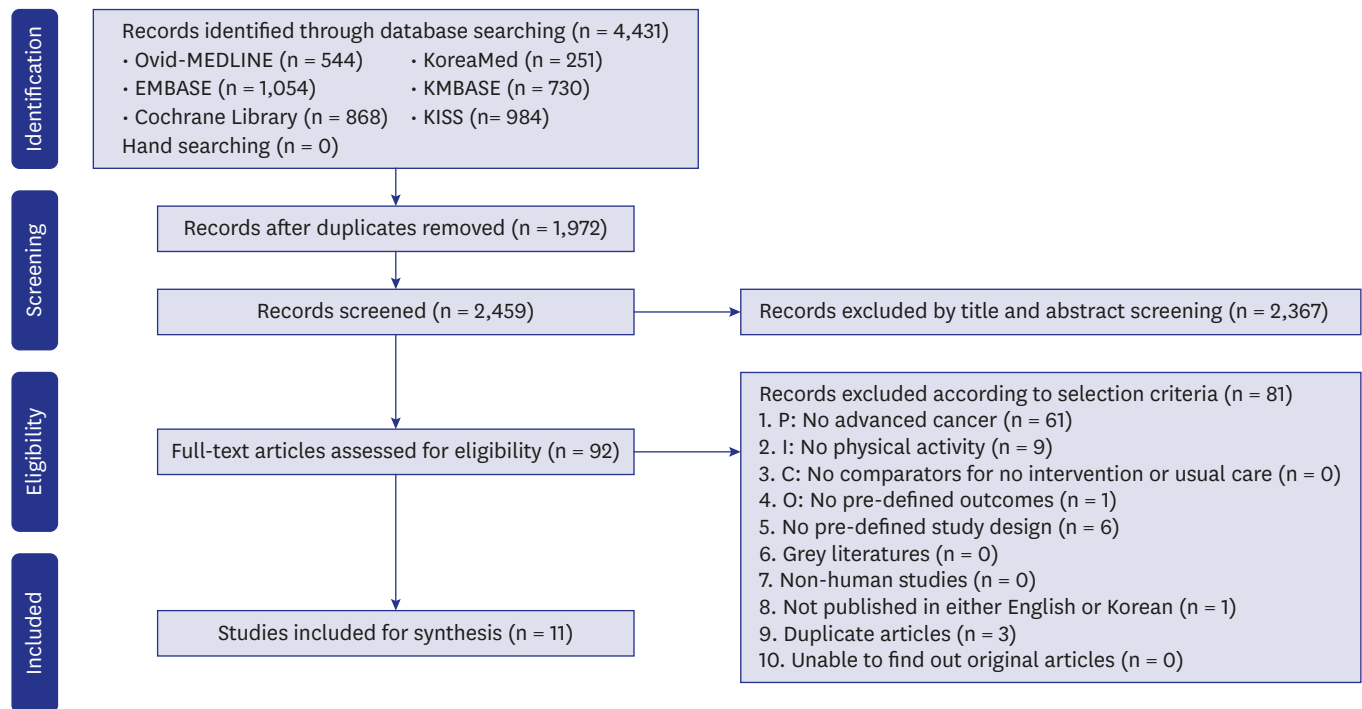 Identification
Records identified through database searching (n = 4,431)
· Ovid-MEDLINE (n = 544)
· KoreaMed (n = 251)
· EMBASE (n = 1,054)
· KMBASE (n = 730)
· Cochrane Library (n = 868)
· KISS (n= 984)
Hand searching (n = 0)
Screening
Records after duplicates removed (n = 1,972)
Records screened (n = 2,459)
Records excluded by title and abstract screening (n = 2,367)
Eligibility
Full-text articles assessed for eligibility (n = 92)
Records excluded according to selection criteria (n = 81)
1. P: No advanced cancer (n = 61)
2. I: No physical activity (n = 9)
3. C: No comparators for no intervention or usual care (n = 0)
4. O: No pre-defined outcomes (n = 1)
5. No pre-defined study design (n = 6)
6. Grey literatures (n = 0)
7. Non-human studies (n = 0)
8. Not published in either English or Korean (n = 1)
9. Duplicate articles (n = 3)
10. Unable to find out original articles (n = 0)
Included
Studies included for synthesis (n = 11)